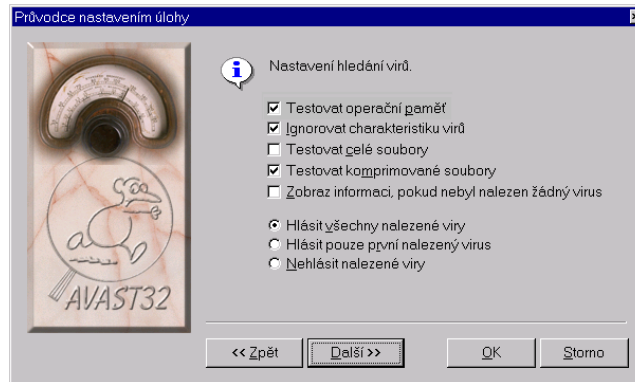 Průvodce nastavením úlohy
Nastavení hledání virů.
Testovat operační paměť
Ignorovat charakteristiku virů
Testovat celé soubory
Testovat komprimované soubory
Zobraz informaci, pokud nebyl nalezen žádný virus
Hlásit všechny nalezené viry
Hlásit pouze první nalezený virus
Nehlásit nalezené viry
AVAST32
<< Zpět
Další >>
OK
Storno